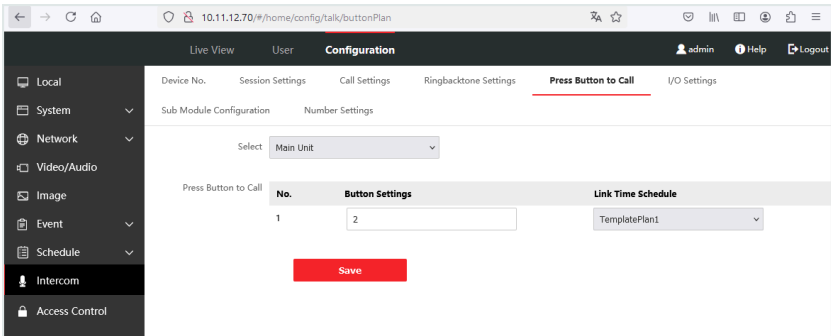 10.11.12.70/#/home/config/talk/buttonPlan
Live View User Configuration admin Help Logout
Local
System
Network
Video/Audio
Image
Event
Schedule
Intercom
Access Control
Device No. Session Settings Call Settings Ringbacktone Settings Press Button to Call I/O Settings
Sub Module Configuration Number Settings
Select Main Unit
Press Button to Call
No. Button Settings Link Time Schedule
1 2 TemplatePlan1
Save